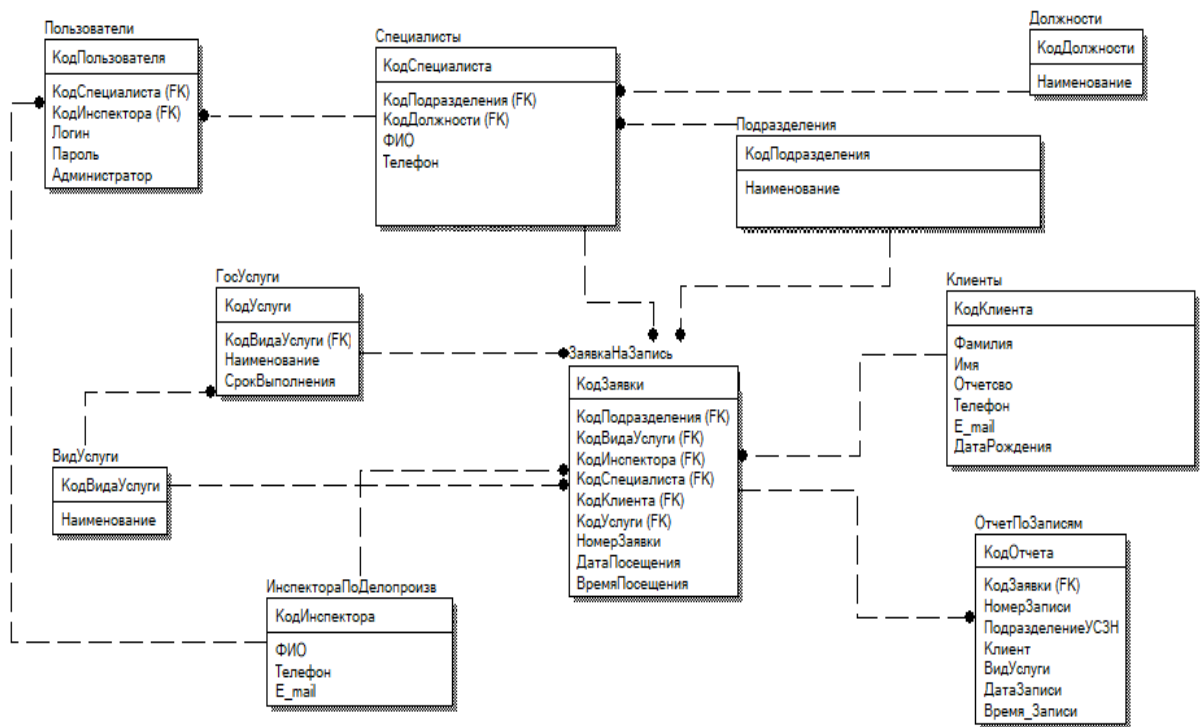 Пользователи
КодПользователя
КодСпециалиста (FK)
КодИнспектора (FK)
Логин
Пароль
Администратор
Специалисты
КодСпециалиста
КодПодразделения (FK)
КодДолжности (FK)
ФИО
Телефон
Должности
КодДолжности
Наименование
Подразделения
КодПодразделения
Наименование
ГосУслуги
КодУслуги
КодВидаУслуги (FK)
Наименование
СрокВыполнения
ЗаявкаНаЗапись
КодЗаявки
КодПодразделения (FK)
КодВидаУслуги (FK)
КодИнспектора (FK)
КодСпециалиста (FK)
КодКлиента (FK)
КодУслуги (FK)
НомерЗаявки
ДатаПосещения
ВремяПосещения
Клиенты
КодКлиента
Фамилия
Имя
Отчетсво
Телефон
E_mail
ДатаРождения
ВидУслуги
КодВидаУслуги
Наименование
ИнспектораПоДелопроизв
КодИнспектора
ФИО
Телефон
E_mail
ОтчетПоЗаписям
КодОтчета
КодЗаявки (FK)
НомерЗаписи
ПодразделениеУСЗН
Клиент
ВидУслуги
ДатаЗаписи
Время_Записи